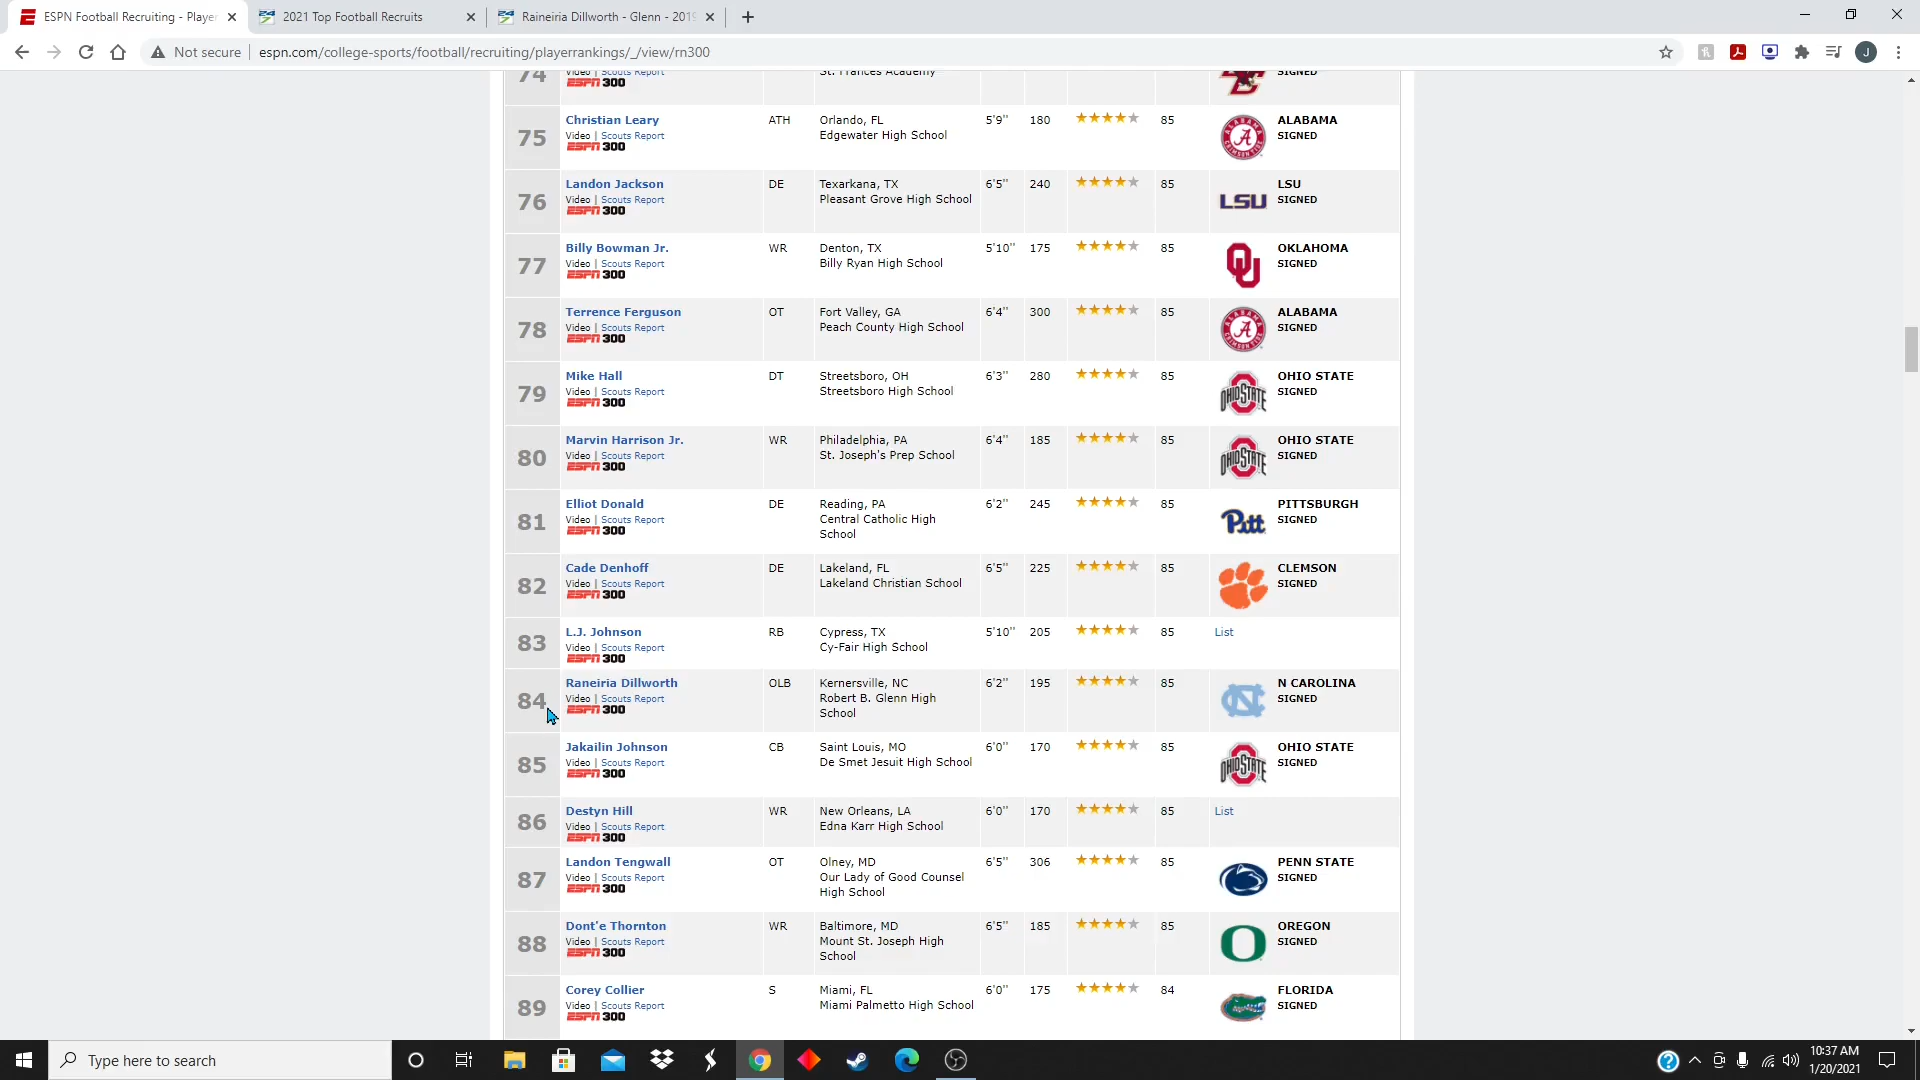 ESPN Football Recruiting - Player
2021 Top Football Recruits
Raineiria Dillworth - Glenn - 2019
Not secure
espn.com/college-sports/football/recruiting/playerrankings/_/view/rn300
J
74
Video | Scouts Report
ESPN 300
St. Frances Academy
SIGNED
75
Christian Leary
Video | Scouts Report
ESPN 300
ATH
Orlando, FL
Edgewater High School
5'9"
180
85
ALABAMA
SIGNED
76
Landon Jackson
Video | Scouts Report
ESPN 300
DE
Texarkana, TX
Pleasant Grove High School
6'5"
240
85
LSU
LSU
SIGNED
77
Billy Bowman Jr.
Video | Scouts Report
ESPN 300
WR
Denton, TX
Billy Ryan High School
5'10"
175
85
OKLAHOMA
SIGNED
78
Terrence Ferguson
Video | Scouts Report
ESPN 300
OT
Fort Valley, GA
Peach County High School
6'4"
300
85
ALABAMA
SIGNED
79
Mike Hall
Video | Scouts Report
ESPN 300
DT
Streetsboro, OH
Streetsboro High School
6'3"
280
85
OHIO STATE
OHIO STATE
SIGNED
80
Marvin Harrison Jr.
Video | Scouts Report
ESPN 300
WR
Philadelphia, PA
St. Joseph's Prep School
6'4"
185
85
OHIO STATE
OHIO STATE
SIGNED
81
Elliot Donald
Video | Scouts Report
ESPN 300
DE
Reading, PA
Central Catholic High
School
6'2"
245
85
Pitt
PITTSBURGH
SIGNED
82
Cade Denhoff
Video | Scouts Report
ESPN 300
DE
Lakeland, FL
Lakeland Christian School
6'5"
225
85
CLEMSON
SIGNED
83
L.J. Johnson
Video | Scouts Report
ESPN 300
RB
Cypress, TX
Cy-Fair High School
5'10"
205
85
List
84
Raneiria Dillworth
Video | Scouts Report
ESPN 300
OLB
Kernersville, NC
Robert B. Glenn High
School
6'2"
195
85
N CAROLINA
SIGNED
85
Jakailin Johnson
Video | Scouts Report
ESPN 300
CB
Saint Louis, MO
De Smet Jesuit High School
6'0"
170
85
OHIO STATE
OHIO STATE
SIGNED
86
Destyn Hill
Video | Scouts Report
ESPN 300
WR
New Orleans, LA
Edna Karr High School
6'0"
170
85
List
87
Landon Tengwall
Video | Scouts Report
ESPN 300
OT
Olney, MD
Our Lady of Good Counsel
High School
6'5"
306
85
PENN STATE
SIGNED
88
Dont'e Thornton
Video | Scouts Report
ESPN 300
WR
Baltimore, MD
Mount St. Joseph High
School
6'5"
185
85
OREGON
SIGNED
89
Corey Collier
Video | Scouts Report
ESPN 300
S
Miami, FL
Miami Palmetto High School
6'0"
175
84
FLORIDA
SIGNED
Type here to search
10:37 AM
1/20/2021